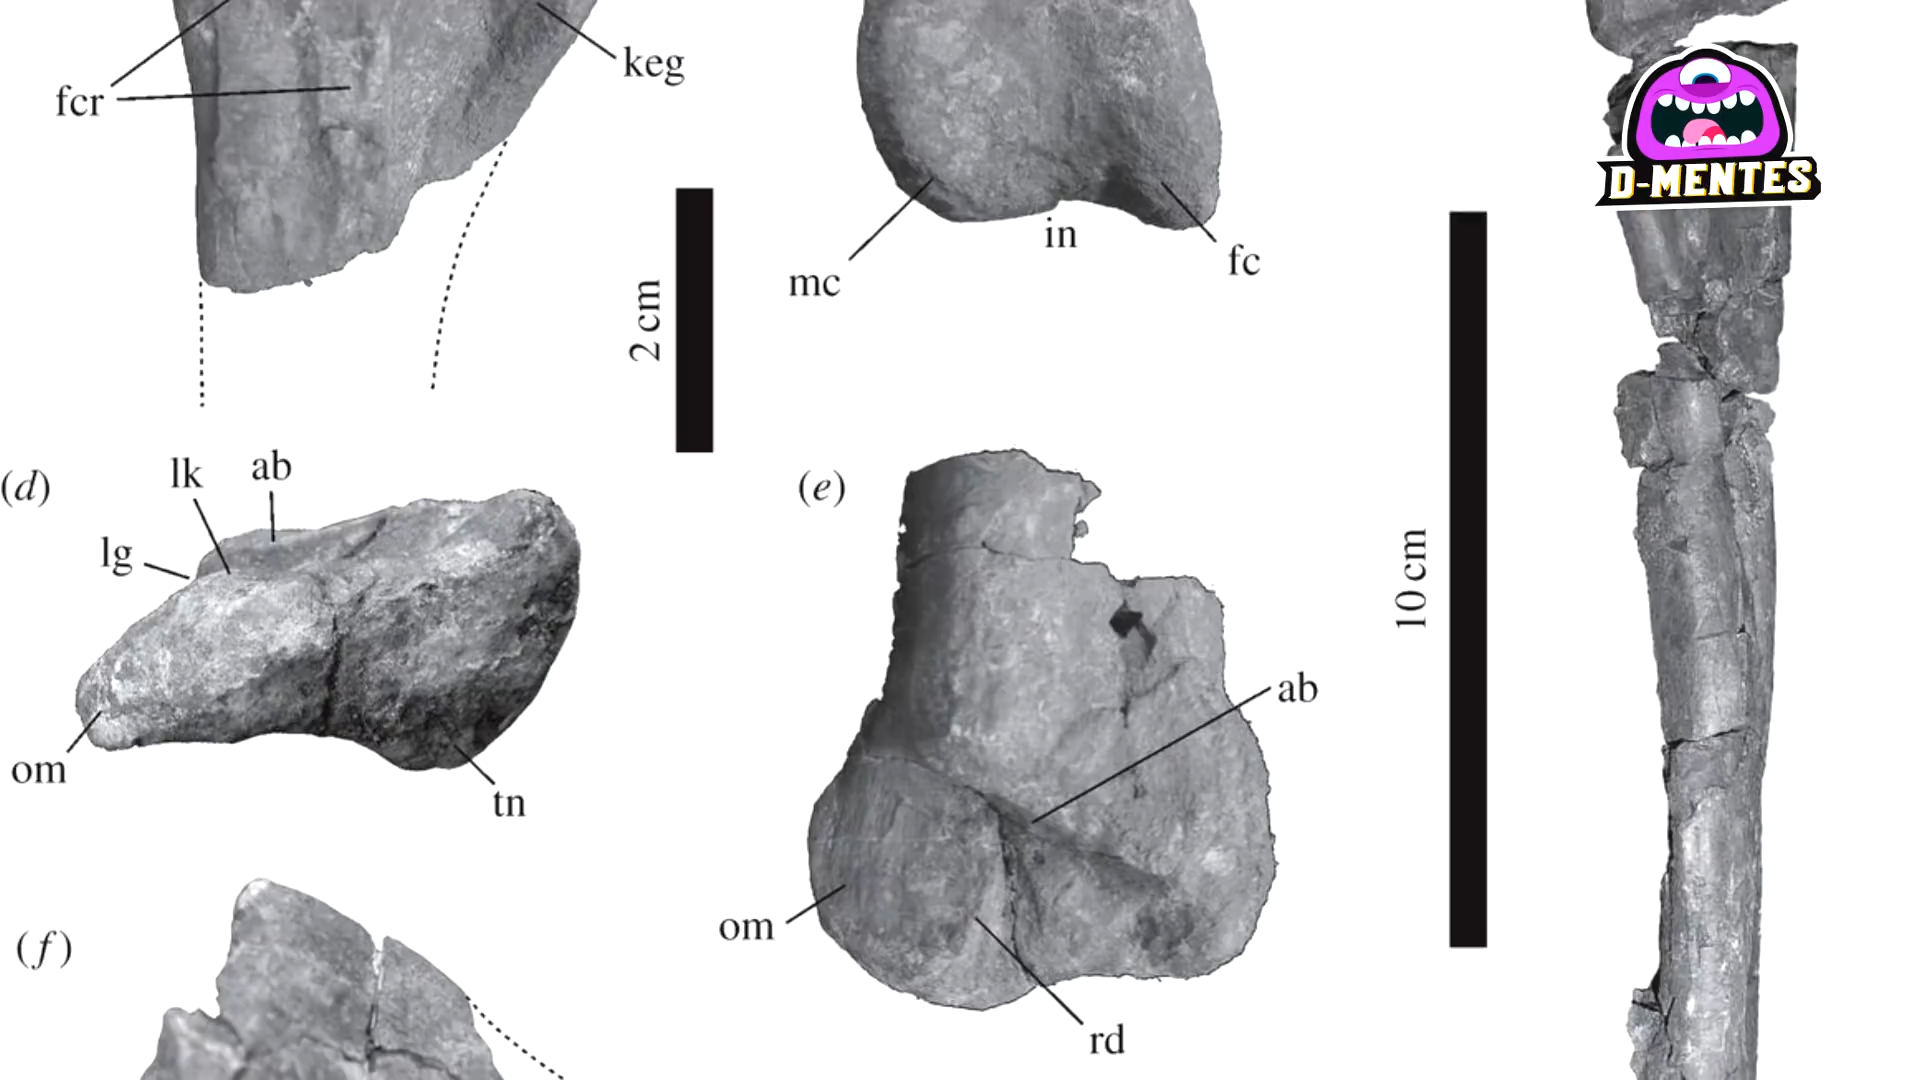 keg
fcr
in
fc
mc
2 cm
(d)
lk
ab
lg
om
tn
(e)
ab
om
rd
(f)
10 cm
D-MENTES